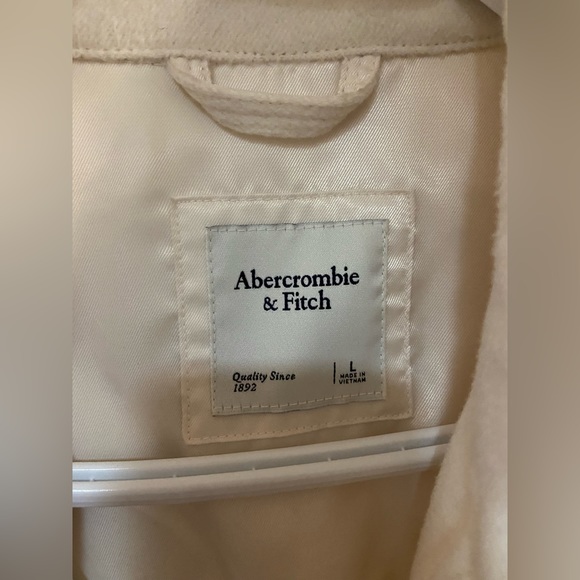 Abercrombie
& Fitch
Quality Since
1892
L
MADE IN
VIETNAM